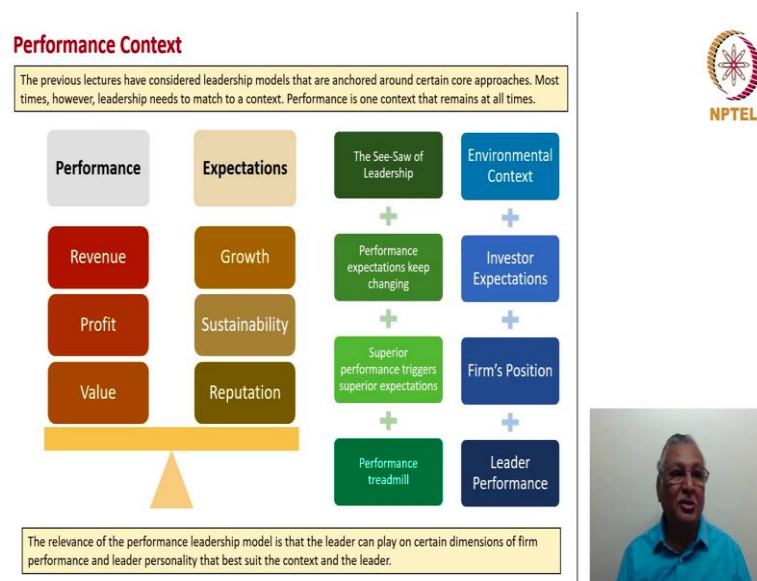 Performance Context
The previous lectures have considered leadership models that are anchored around certain core approaches. Most
times, however, leadership needs to match to a context. Performance is one context that remains at all times.
Performance
Revenue
Profit
Value
Expectations
Growth
Sustainability
Reputation
The See-Saw of
Leadership
Performance
expectations keep
changing
Superior
performance triggers
superior expectations
Performance
treadmill
Environmental
Context
Investor
Expectations
Firm's Position
Leader
Performance
The relevance of the performance leadership model is that the leader can play on certain dimensions of firm
performance and leader personality that best suit the context and the leader.
NPTEL